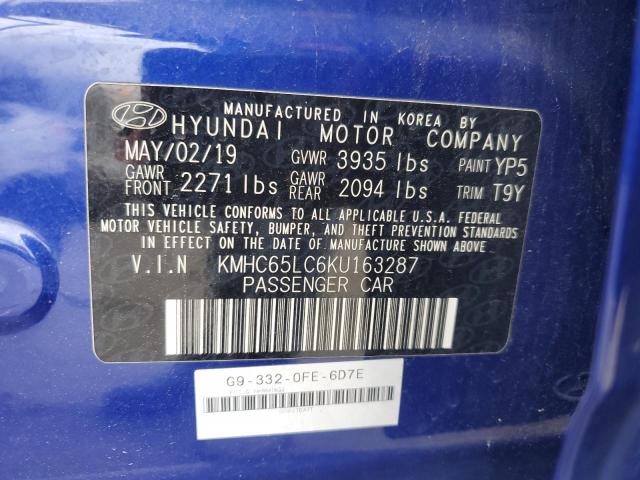 MANUFACTURED IN KOREA BY
HYUNDAI MOTOR COMPANY
MAY/02/19 GVWR 3935 lbs PAINT YP5
GAWR FRONT 2271 lbs GAWR REAR 2094 lbs TRIM T9Y
THIS VEHICLE CONFORMS TO ALL APPLICABLE U.S.A. FEDERAL
MOTOR VEHICLE SAFETY, BUMPER, AND THEFT PREVENTION STANDARDS
IN EFFECT ON THE DATE OF MANUFACTURE SHOWN ABOVE.
V.I.N KMHC65LC6KU163287
PASSENGER CAR
G9-332-0FE-6D7E